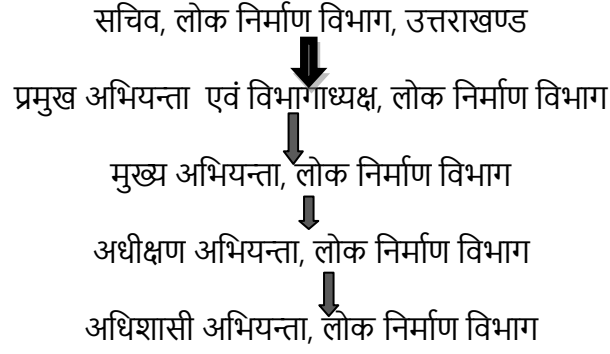 सचिव, लोक निर्माण विभाग, उत्तराखण्ड
प्रमुख अभियन्ता एवं विभागाध्यक्ष, लोक निर्माण विभाग
मुख्य अभियन्ता, लोक निर्माण विभाग
अधीक्षण अभियन्ता, लोक निर्माण विभाग
अधिशासी अभियन्ता, लोक निर्माण विभाग